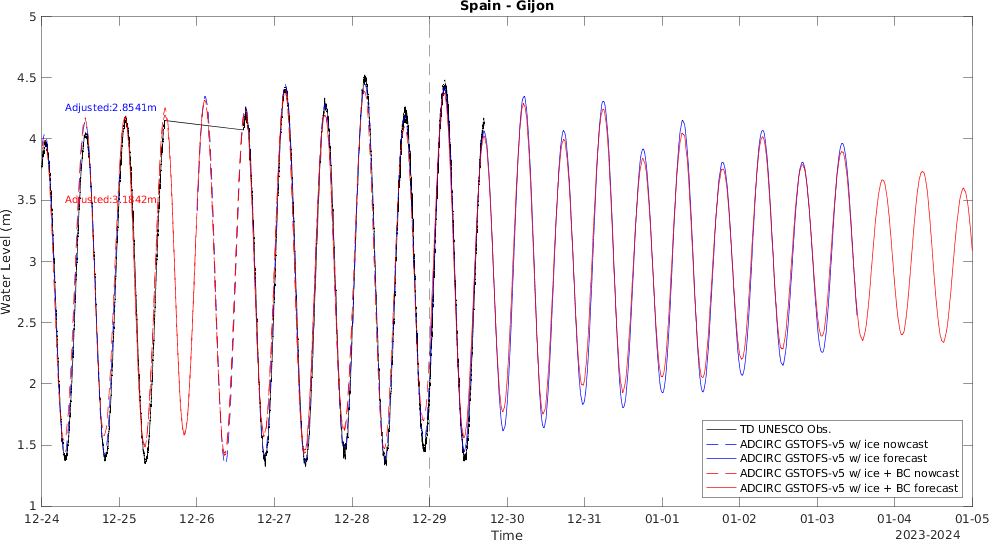 Spain - Gijon
5
4.5
4
3.5
3
2.5
2
1.5
1
Water Level (m)
Adjusted:2.8541m
Adjusted:3.1842m
TD UNESCO Obs.
ADCIRC GSTOFS-v5 w/ ice nowcast
ADCIRC GSTOFS-v5 w/ ice forecast
ADCIRC GSTOFS-v5 w/ ice + BC nowcast
ADCIRC GSTOFS-v5 w/ ice + BC forecast
12-24 12-25 12-26 12-27 12-28 12-29 12-30 12-31 01-01 01-02 01-03 01-04 01-05
Time
2023-2024